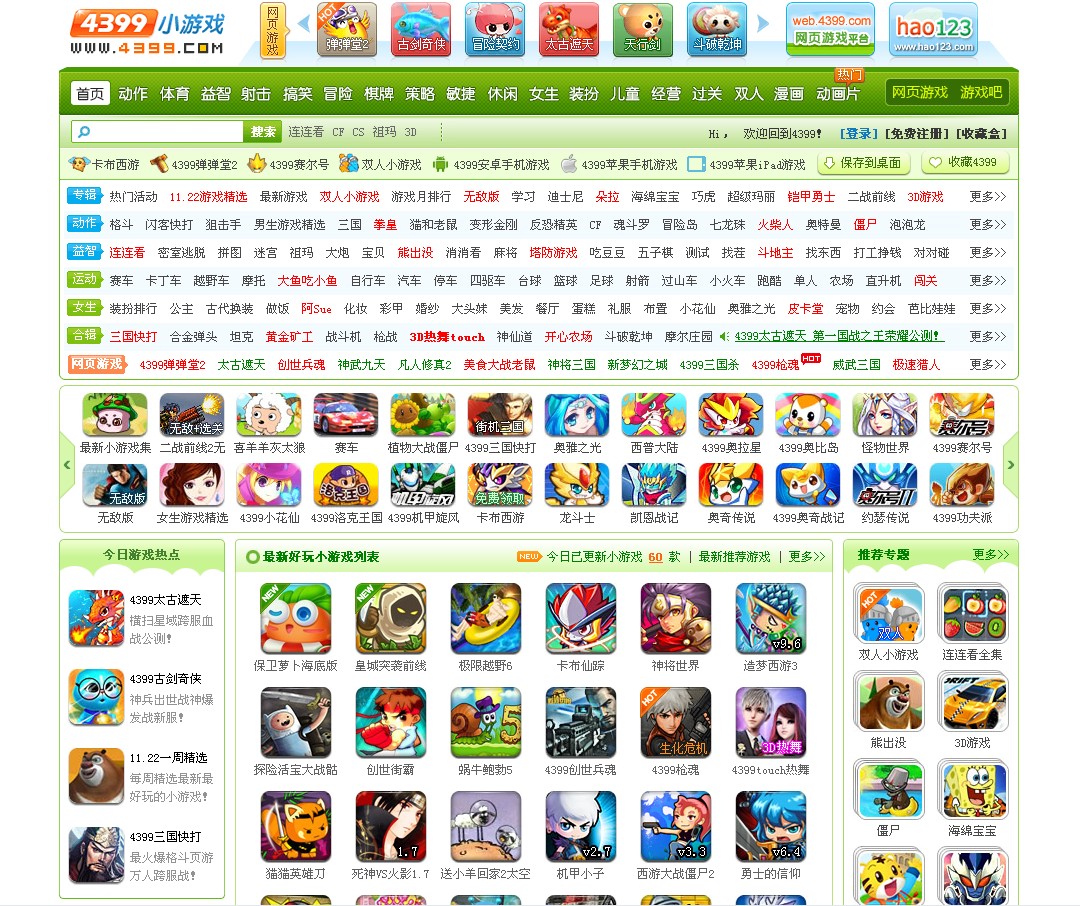 4399 小游戏
www.4399.com
网页游戏
HOT
弹弹堂2 古剑奇侠 冒险契约 太古遮天 天行剑 斗破乾坤
web.4399.com
网页游戏平台
hao123
www.hao123.com
热门
首页 动作 体育 益智 射击 搞笑 冒险 棋牌 策略 敏捷 休闲 女生 装扮 儿童 经营 过关 双人 漫画 动画片 网页游戏 游戏吧
搜索 连连看 CF CS 祖玛 3D Hi, 欢迎回到4399! [登录] [免费注册] [收藏盒]
卡布西游 4399弹弹堂2 4399赛尔号 双人小游戏 4399安卓手机游戏 4399苹果手机游戏 4399苹果iPad游戏 保存到桌面 收藏4399
专辑 热门活动 11.22游戏精选 最新游戏 双人小游戏 游戏月排行 无敌版 学习 迪士尼 朵拉 海绵宝宝 巧虎 超级玛丽 铠甲勇士 二战前线 3D游戏 更多>>
动作 格斗 闪客快打 狙击手 男生游戏精选 三国 拳皇 猫和老鼠 变形金刚 反恐精英 CF 魂斗罗 冒险岛 七龙珠 火柴人 奥特曼 僵尸 泡泡龙 更多>>
益智 连连看 密室逃脱 拼图 迷宫 祖玛 大炮 宝贝 熊出没 消消看 麻将 塔防游戏 吃豆豆 五子棋 测试 找茬 斗地主 找东西 打工挣钱 对对碰 更多>>
运动 赛车 卡丁车 越野车 摩托 大鱼吃小鱼 自行车 汽车 停车 四驱车 台球 篮球 足球 射箭 过山车 小火车 跑酷 单人 农场 直升机 闯关 更多>>
女生 装扮排行 公主 古代换装 做饭 阿Sue 化妆 彩甲 婚纱 大头妹 美发 餐厅 蛋糕 礼服 布置 小花仙 奥雅之光 皮卡堂 宠物 约会 芭比娃娃 更多>>
合辑 三国快打 合金弹头 坦克 黄金矿工 战斗机 枪战 3D热舞touch 神仙道 开心农场 斗破乾坤 摩尔庄园 4399太古遮天 第一国战之王荣耀公测! 更多>>
网页游戏 4399弹弹堂2 太古遮天 创世兵魂 神武九天 凡人修真2 美食大战老鼠 神将三国 新梦幻之城 4399三国杀 4399枪魂 HOT 威武三国 极速猎人 更多>>
无敌+选关 街机三国
最新小游戏集 二战前线2无 喜羊羊灰太狼 赛车 植物大战僵尸 4399三国快打 奥雅之光 西普大陆 4399奥拉星 4399奥比岛 怪物世界 4399赛尔号
无敌版 洛克王国 机甲旋风 免费领取
无敌版 女生游戏精选 4399小花仙 4399洛克王国 4399机甲旋风 卡布西游 龙斗士 凯恩战记 奥奇传说 4399奥奇战记 约瑟传说 4399功夫派
今日游戏热点
4399太古遮天
横扫星域跨服血
战公测!
4399古剑奇侠
神兵出世战神爆
发战新服!
11.22一周精选
每周精选最新最
好玩的小游戏!
4399三国快打
最火爆格斗页游
万人跨服战!
最新好玩小游戏列表 NEW 今日已更新小游戏 60 款 | 最新推荐游戏 | 更多>>
NEW NEW v9.6
保卫萝卜海底版 皇城突袭前线 极限越野6 卡布仙踪 神将世界 造梦西游3
5 HOT 生化危机 3D热舞
探险活宝大战骷 创世街霸 蜗牛鲍勃5 4399创世兵魂 4399枪魂 4399touch热舞
1.7 v2.7 v3.3 v6.4
猫猫英雄刀 死神VS火影1.7 送小羊回家2太空 机甲小子 西游大战僵尸2 勇士的信仰
推荐专题 更多>>
HOT 双人
双人小游戏 连连看全集
DRIFT
熊出没 3D游戏
僵尸 海绵宝宝